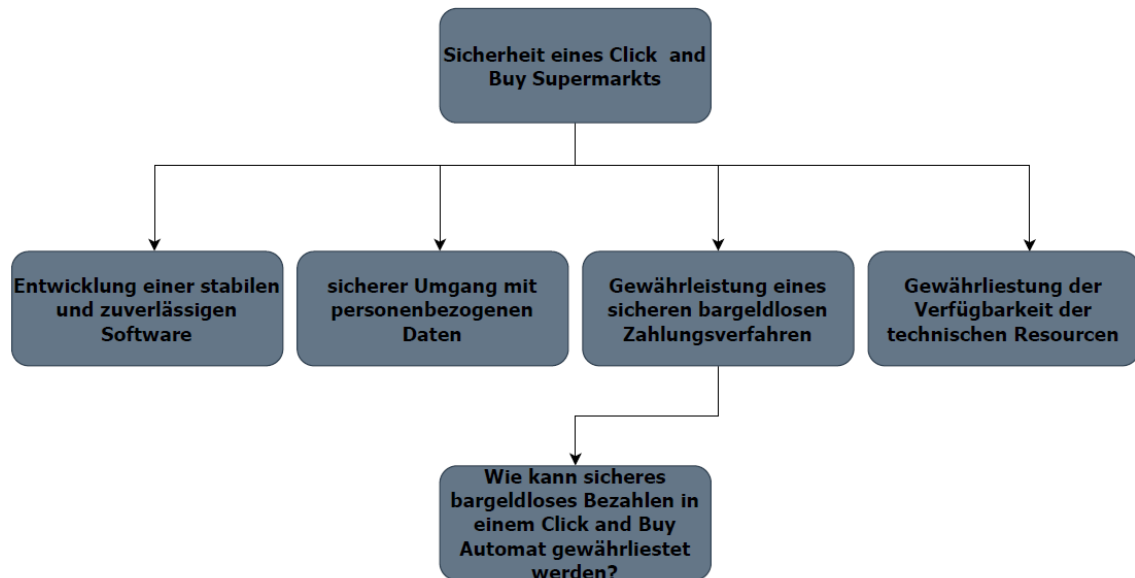 Sicherheit eines Click and
Buy Supermarkts
Entwicklung einer stabilen
und zuverlässigen
Software
sicherer Umgang mit
personenbezogenen
Daten
Gewährleistung eines
sicheren bargeldlosen
Zahlungsverfahren
Gewährliestung der
Verfügbarkeit der
technischen Resourcen
Wie kann sicheres
bargeldloses Bezahlen in
einem Click and Buy
Automat gewährliestet
werden?